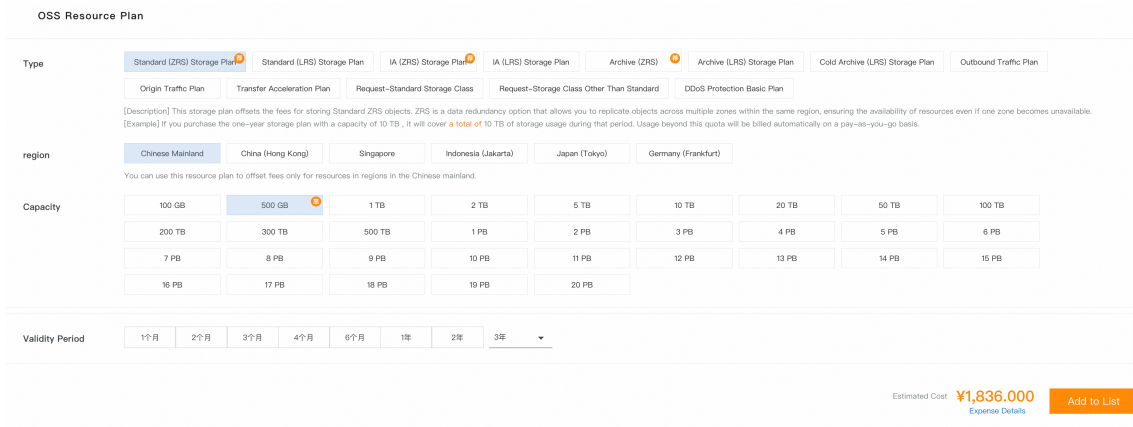 OSS Resource Plan
Type
Standard (ZRS) Storage Plan 荐 Standard (LRS) Storage Plan IA (ZRS) Storage Plan 荐 IA (LRS) Storage Plan Archive (ZRS) 荐 Archive (LRS) Storage Plan Cold Archive (LRS) Storage Plan Outbound Traffic Plan
Origin Traffic Plan Transfer Acceleration Plan Request-Standard Storage Class Request-Storage Class Other Than Standard DDoS Protection Basic Plan
[Description] This storage plan offsets the fees for storing Standard ZRS objects. ZRS is a data redundancy option that allows you to replicate objects across multiple zones within the same region, ensuring the availability of resources even if one zone becomes unavailable.
[Example] If you purchase the one-year storage plan with a capacity of 10 TB , it will cover a total of 10 TB of storage usage during that period. Usage beyond this quota will be billed automatically on a pay-as-you-go basis.
region
Chinese Mainland China (Hong Kong) Singapore Indonesia (Jakarta) Japan (Tokyo) Germany (Frankfurt)
You can use this resource plan to offset fees only for resources in regions in the Chinese mainland.
Capacity
100 GB 500 GB 1 TB 2 TB 5 TB 10 TB 20 TB 50 TB 100 TB
200 TB 300 TB 500 TB 1 PB 2 PB 3 PB 4 PB 5 PB 6 PB
7 PB 8 PB 9 PB 10 PB 11 PB 12 PB 13 PB 14 PB 15 PB
16 PB 17 PB 18 PB 19 PB 20 PB
Validity Period
1个月 2个月 3个月 4个月 6个月 1年 2年 3年
Estimated Cost ¥1,836.000
Expense Details
Add to List